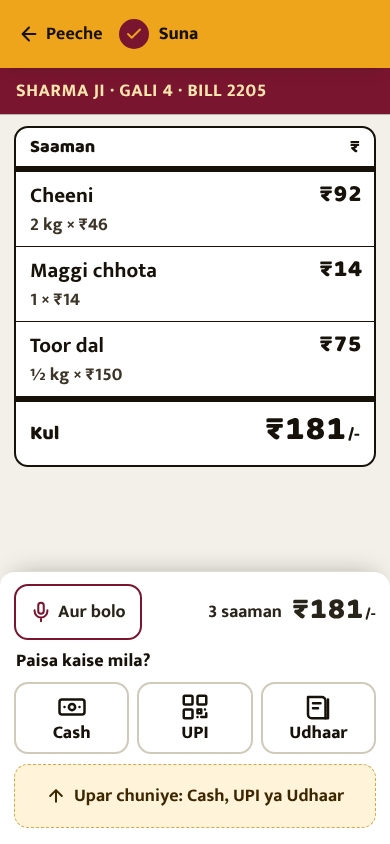 Peeche Suna
SHARMA JI · GALI 4 · BILL 2205
Saaman ₹
Cheeni ₹92
2 kg × ₹46
Maggi chhota ₹14
1 × ₹14
Toor dal ₹75
½ kg × ₹150
Kul ₹181/-
Aur bolo 3 saaman ₹181/-
Paisa kaise mila?
Cash UPI Udhaar
Upar chuniye: Cash, UPI ya Udhaar